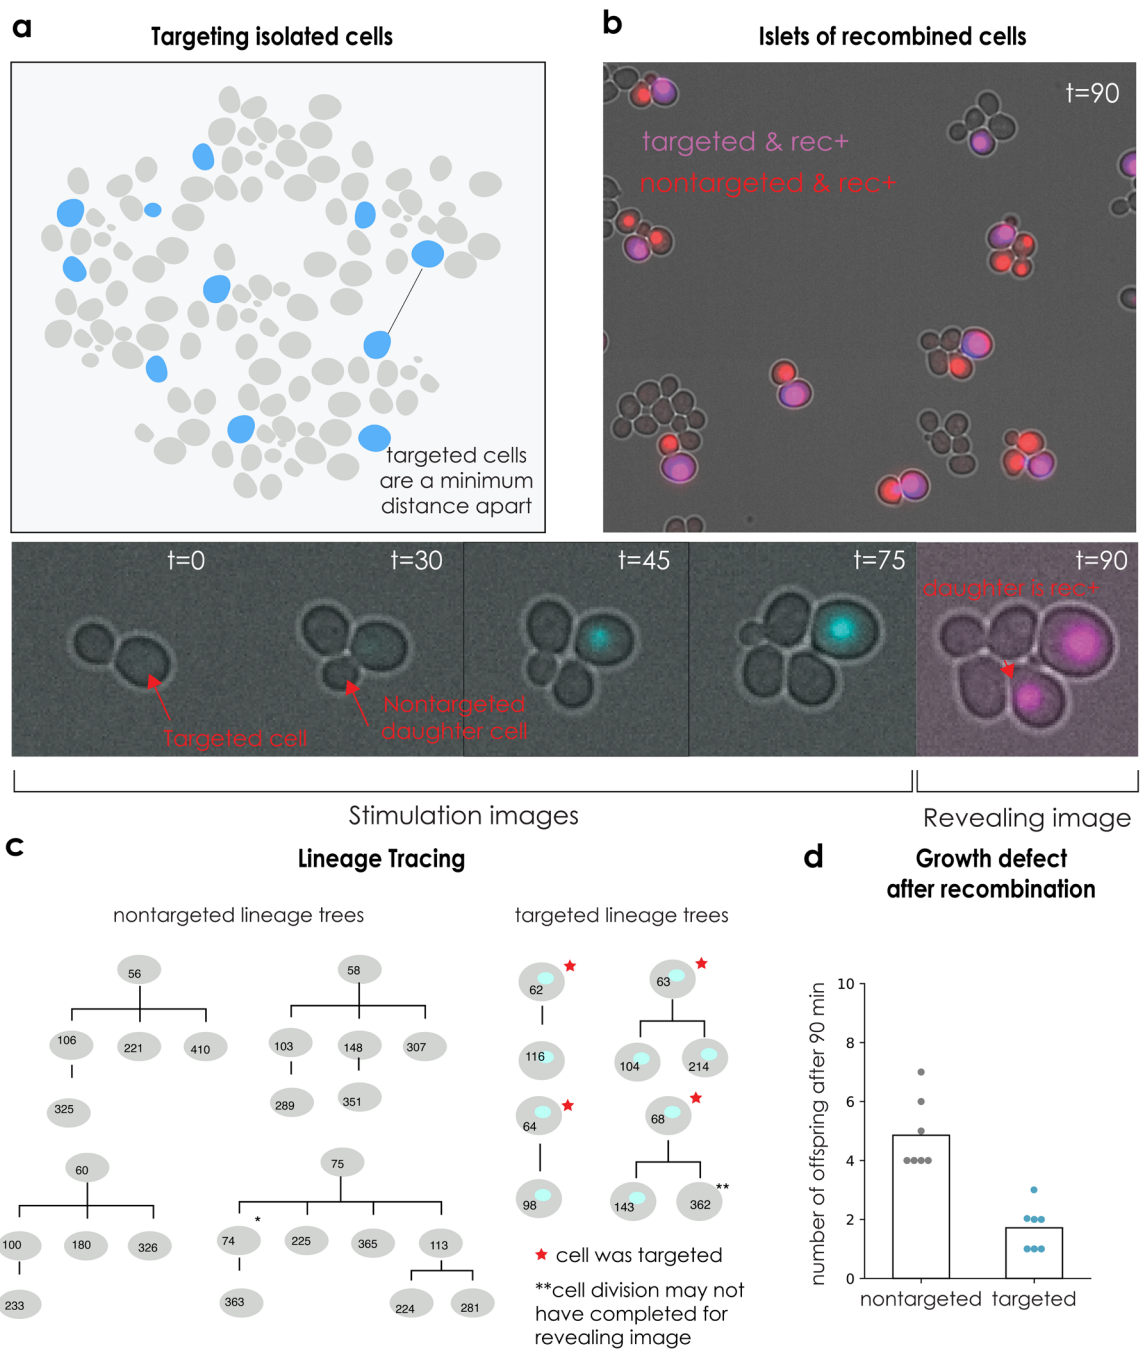 a
Targeting isolated cells
targeted cells
are a minimum
distance apart
b
Islets of recombined cells
t=90
targeted & rec+
nontargeted & rec+
t=0
t=30
t=45
t=75
t=90
daughter is rec+
Targeted cell
Nontargeted
daughter cell
Stimulation images
Revealing image
c
Lineage Tracing
nontargeted lineage trees
targeted lineage trees
56
106
221
410
325
58
103
148
307
289
351
60
100
180
326
233
75
74
*
225
365
113
363
224
281
62
116
63
104
214
64
98
68
143
362
**
cell was targeted
**cell division may not
have completed for
revealing image
d
Growth defect
after recombination
number of offspring after 90 min
10
8
6
4
2
0
nontargeted
targeted